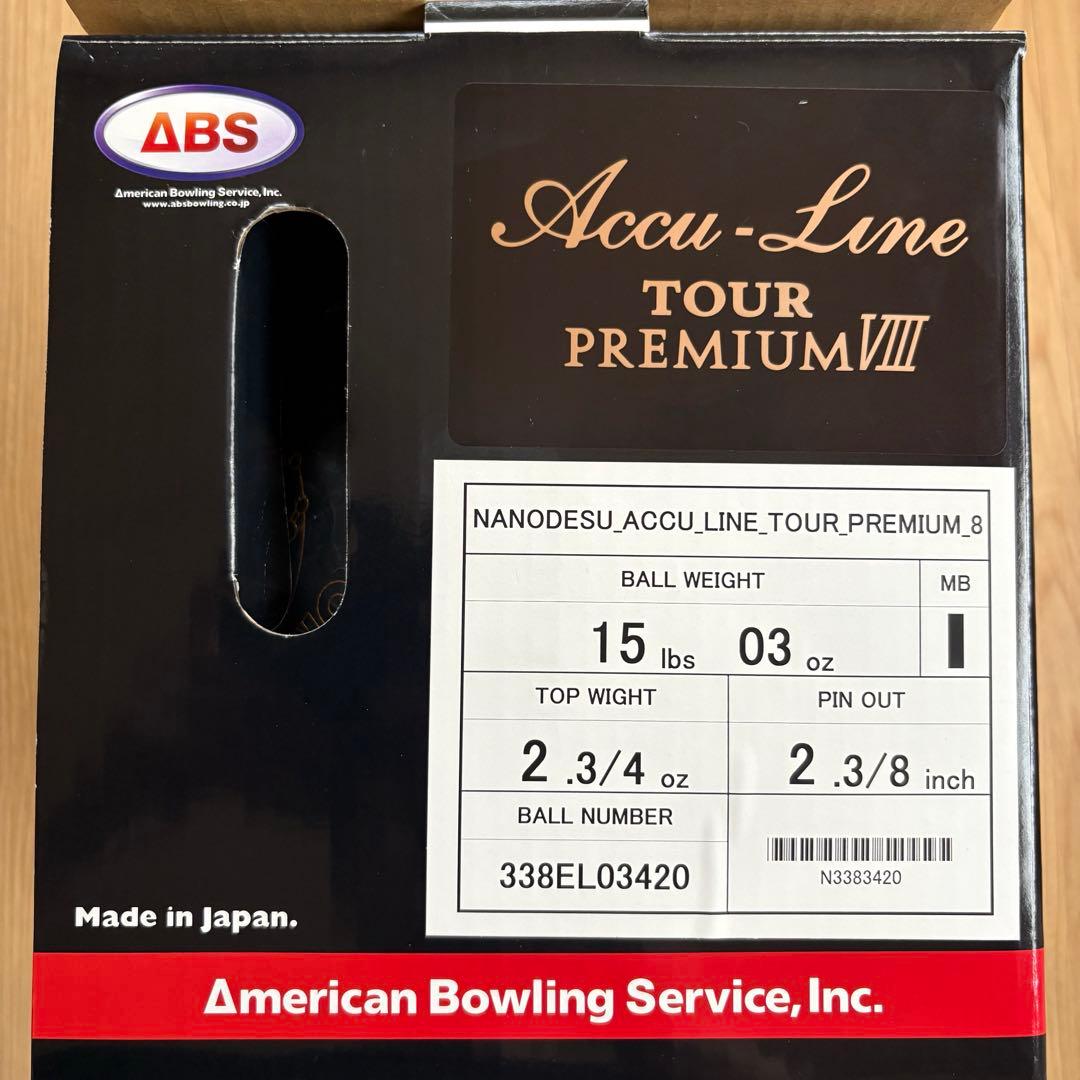 ABS
American Bowling Service, Inc.
www.absbowling.co.jp
Accu-Line
TOUR
PREMIUM VIII
NANODESU_ACCU_LINE_TOUR_PREMIUM_8
BALL WEIGHT
MB
15 lbs 03 oz
TOP WIGHT
PIN OUT
2 .3/4 oz
2 .3/8 inch
BALL NUMBER
338EL03420
N3383420
Made in Japan.
American Bowling Service, Inc.